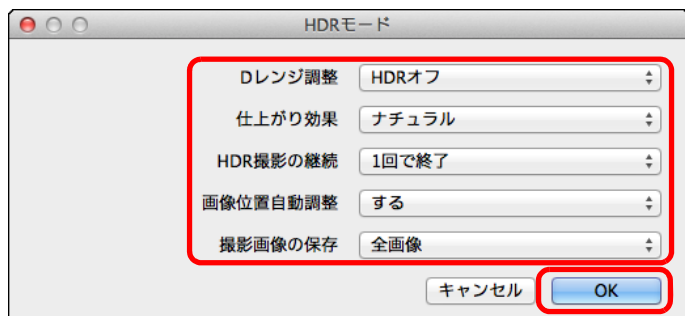 HDRモード
Dレンジ調整 HDRオフ
仕上がり効果 ナチュラル
HDR撮影の継続 1回で終了
画像位置自動調整 する
撮影画像の保存 全画像
キャンセル OK